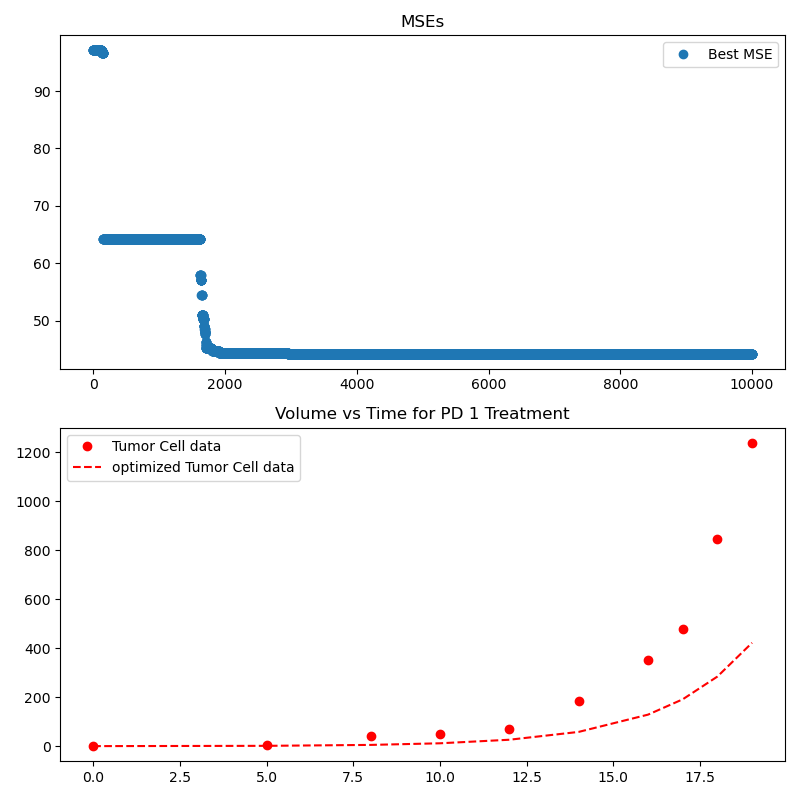 MSEs
Best MSE
90
80
70
60
50
0 2000 4000 6000 8000 10000
Volume vs Time for PD 1 Treatment
Tumor Cell data
optimized Tumor Cell data
1200
1000
800
600
400
200
0
0.0 2.5 5.0 7.5 10.0 12.5 15.0 17.5